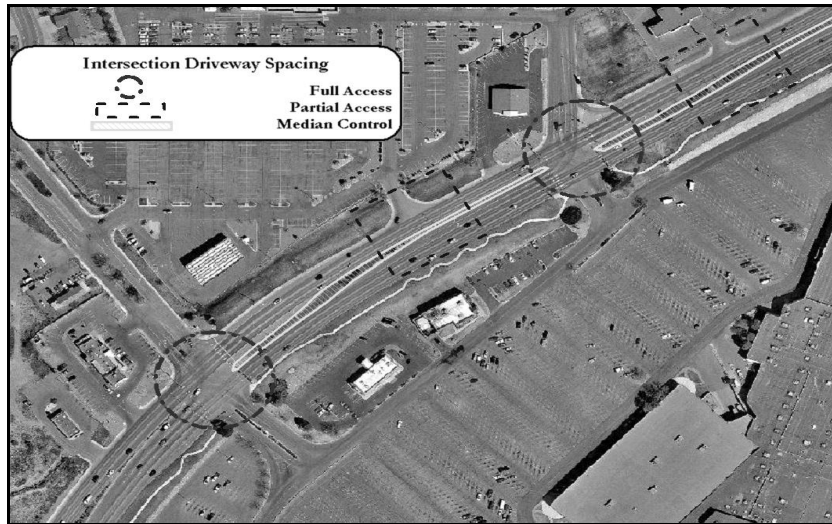 Intersection Driveway Spacing
Full Access
Partial Access
Median Control